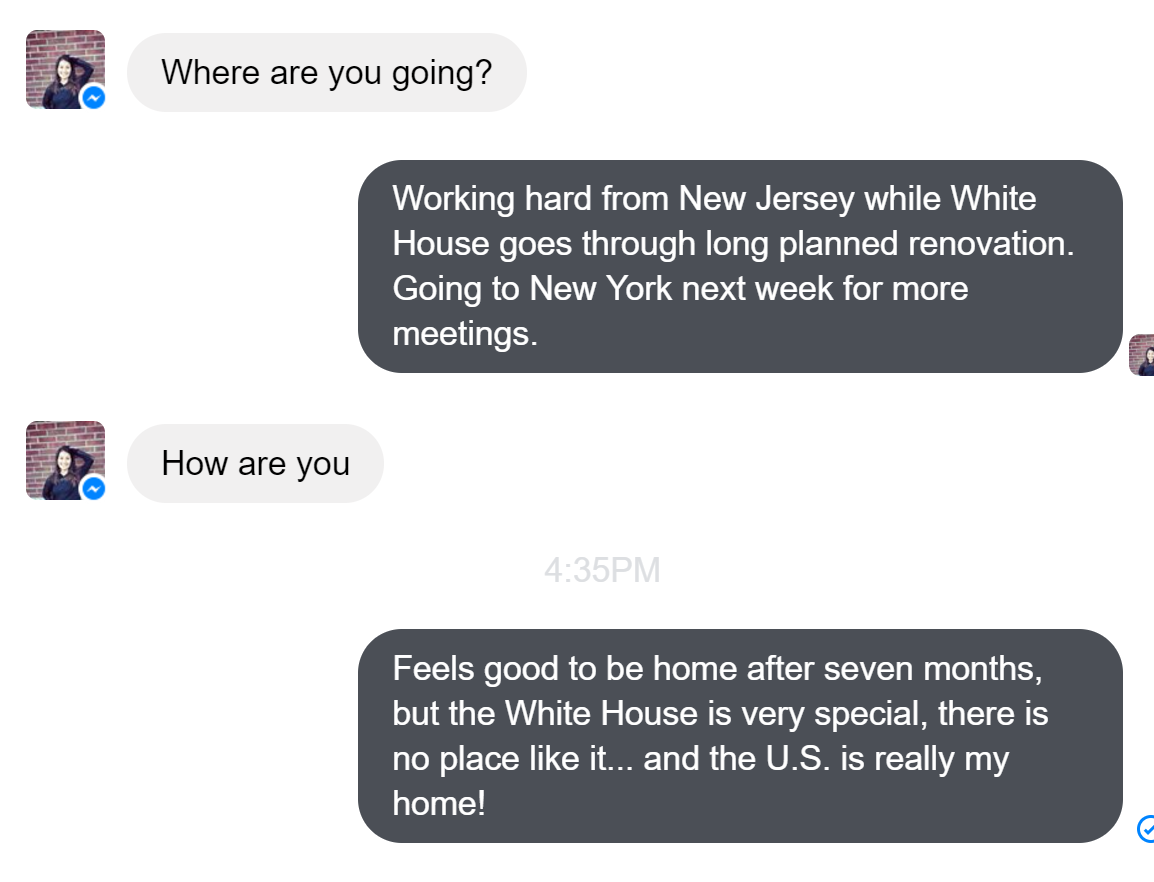 Where are you going?
Working hard from New Jersey while White
House goes through long planned renovation.
Going to New York next week for more
meetings.
How are you
4:35PM
Feels good to be home after seven months,
but the White House is very special, there is
no place like it... and the U.S. is really my
home!